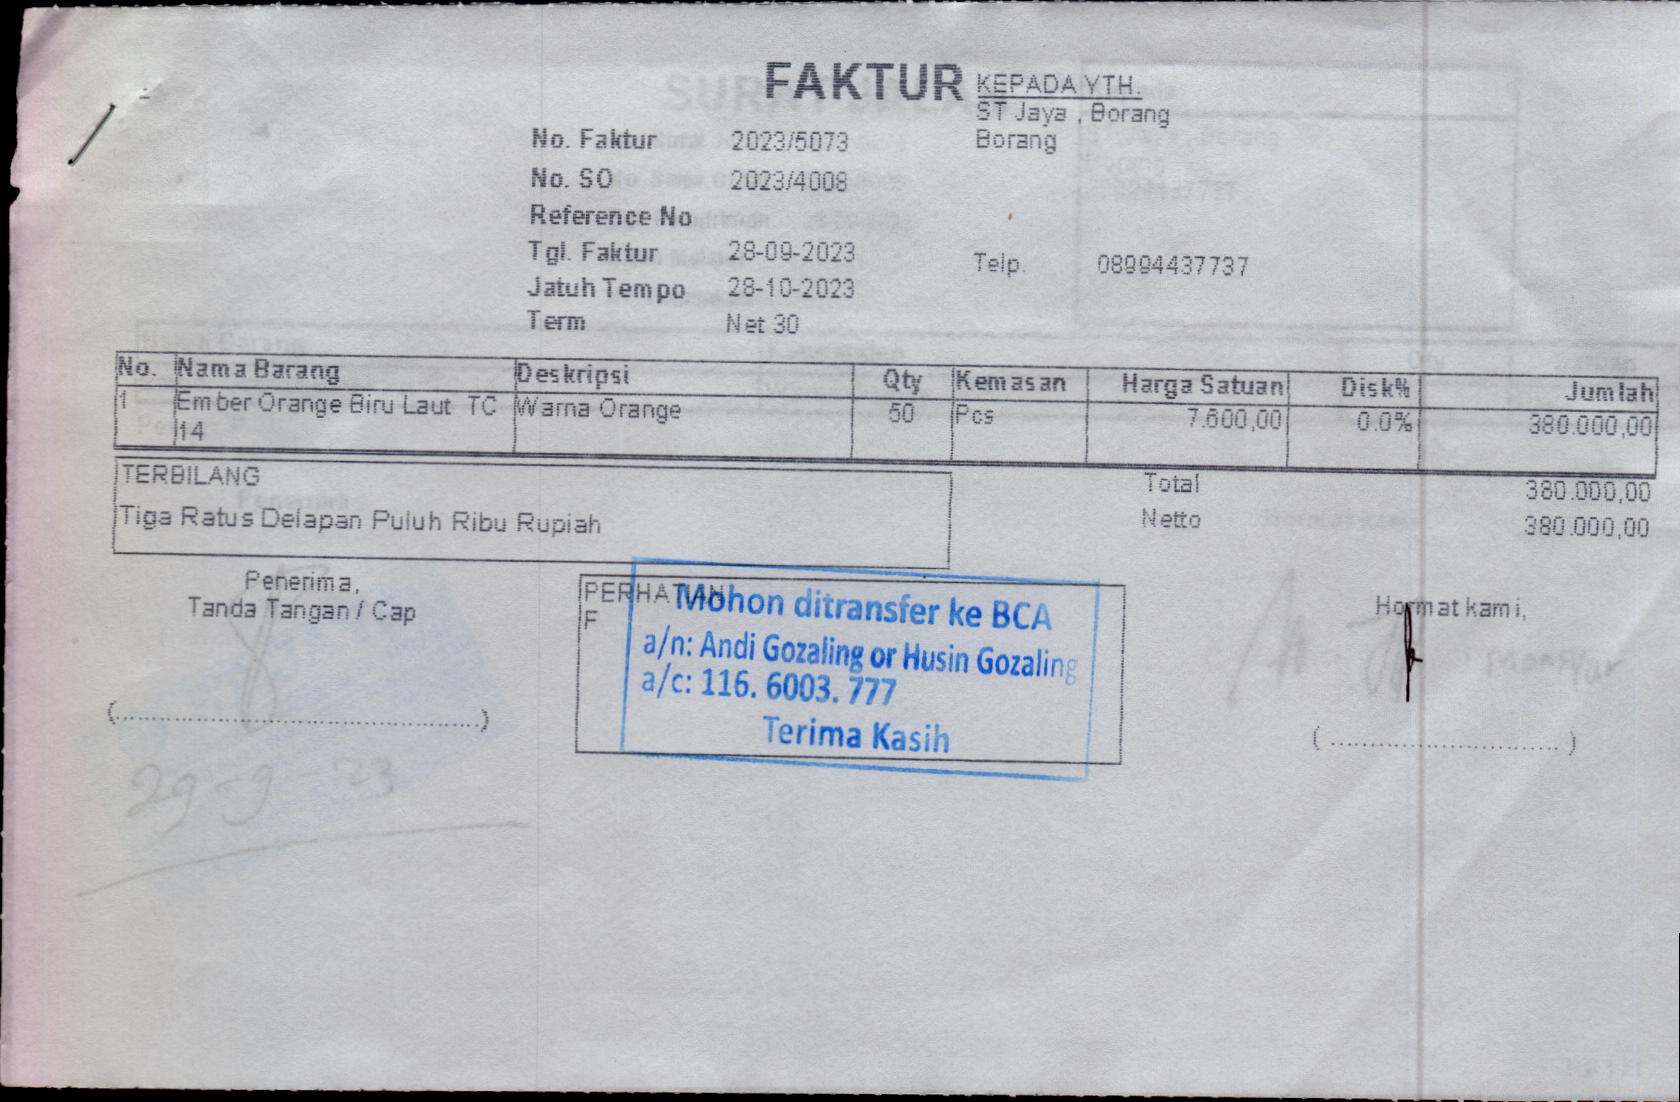 FAKTUR
KEPADA YTH.
ST Jaya , Borang
Borang
No. Faktur 2023/5073
No. SO 2023/4008
Reference No
Tgl. Faktur 28-09-2023
Telp. 08994437737
Jatuh Tempo 28-10-2023
Term Net 30
No. Nama Barang Deskripsi Qty Kemasan Harga Satuan Disk% Jumlah
1 Ember Orange Biru Laut TC Warna Orange 50 Pcs 7.600,00 0.0% 380.000,00
14
TERBILANG
Total 380.000,00
Tiga Ratus Delapan Puluh Ribu Rupiah
Netto 380.000,00
Penerima,
Tanda Tangan / Cap
PERHATIAN
F
Mohon ditransfer ke BCA
a/n: Andi Gozaling or Husin Gozaling
a/c: 116. 6003. 777
Terima Kasih
Hormat kami,
(..................................................)
( ............................... )
29-9-23